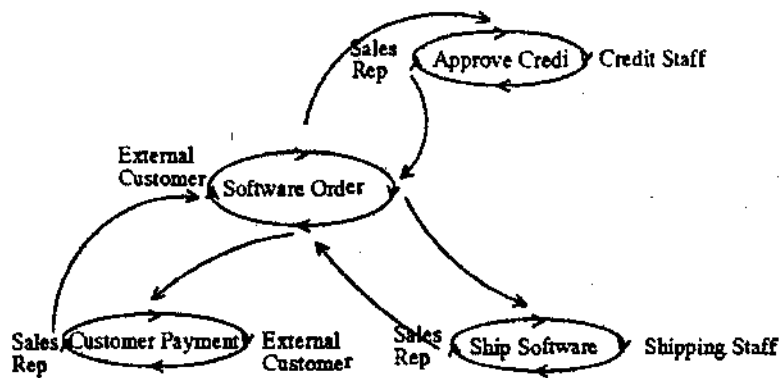 Sales
Rep
Approve Credi
Credit Staff
External
Customer
Software Order
Sales
Rep
Customer Payment
External
Customer
Sales
Rep
Ship Software
Shipping Staff